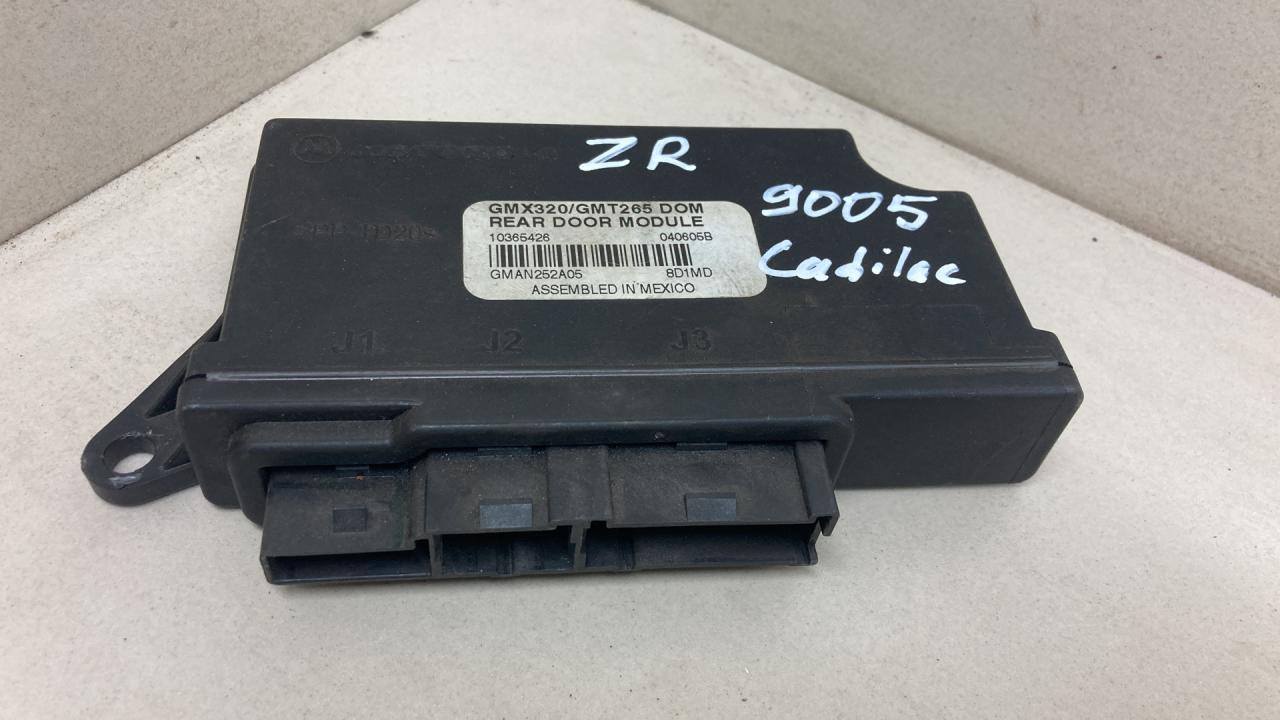 ZR
9005
Cadilac
GMX320/GMT265 DOM
REAR DOOR MODULE
10365426 040605B
GMAN252A05 8D1MD
ASSEMBLED IN MEXICO
J1 J2 J3